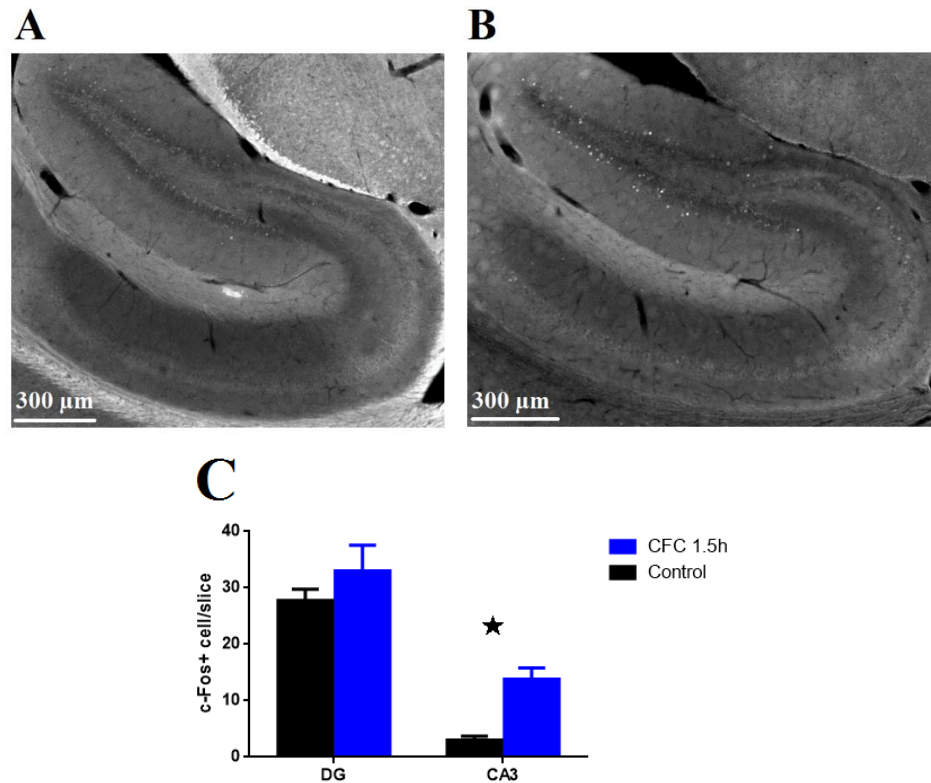 A
B
300 µm
300 µm
C
40
30
20
10
0
c-Fos+ cell/slice
DG
CA3
CFC 1.5h
Control